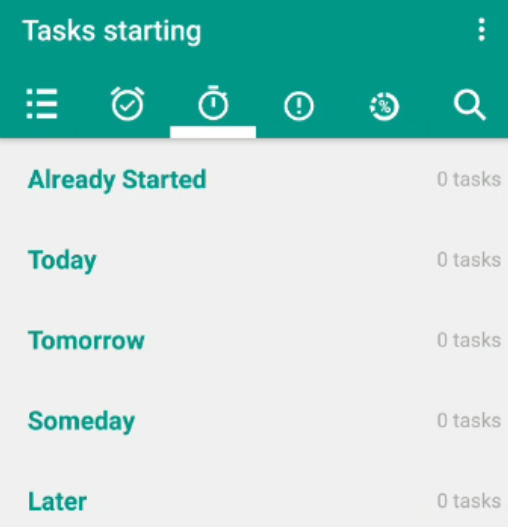 Tasks starting
Already Started 0 tasks
Today 0 tasks
Tomorrow 0 tasks
Someday 0 tasks
Later 0 tasks